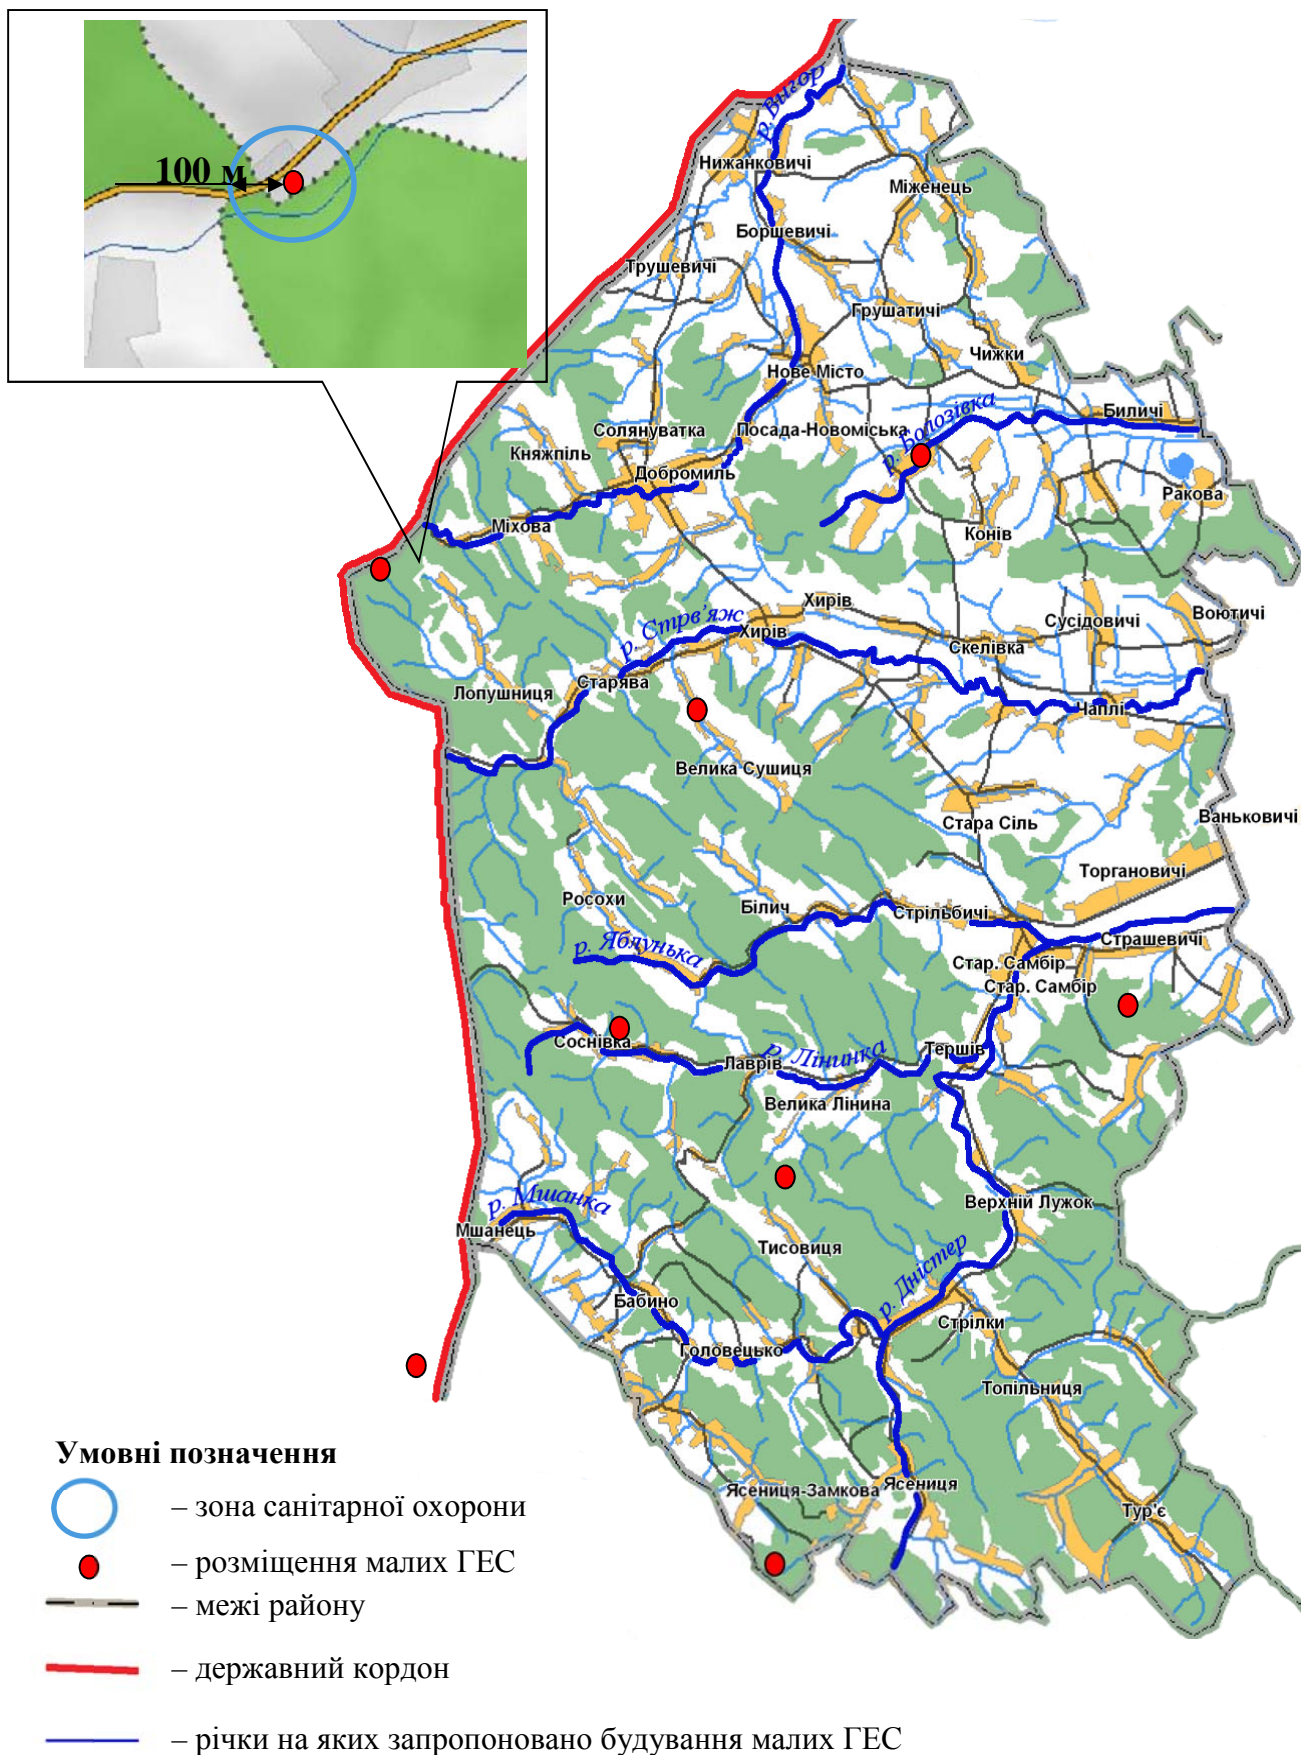 100 м
р. Выгор
Нижанковичі
Міженець
Боршевичі
Трушевичі
Грушатичі
Чижки
Нове Місто
Биличі
р. Болозівка
Солянуватка
Посада-Новоміська
Княжпіль
Добромиль
Ракова
Міхова
Конів
Хирів
Воютичі
р. Стрв’яж
Хирів
Сусідовичі
Скелівка
Старява
Лопушниця
Чаплі
Велика Сушиця
Стара Сіль
Ваньковичі
Торгановичі
Росохи
Білич
Стрільбичі
р. Яблунька
Страшевичі
Стар. Самбір
Стар. Самбір
Соснівка
р. Лінинка
Тершів
Лаврів
Велика Лінина
р. Мшанка
Верхній Лужок
Мшанець
Тисовиця
р. Дністер
Бабино
Стрілки
Головецько
Топільниця
Ясениця-Замкова
Ясениця
Тур'є
Умовні позначення
– зона санітарної охорони
– розміщення малих ГЕС
– межі району
– державний кордон
– річки на яких запропоновано будування малих ГЕС